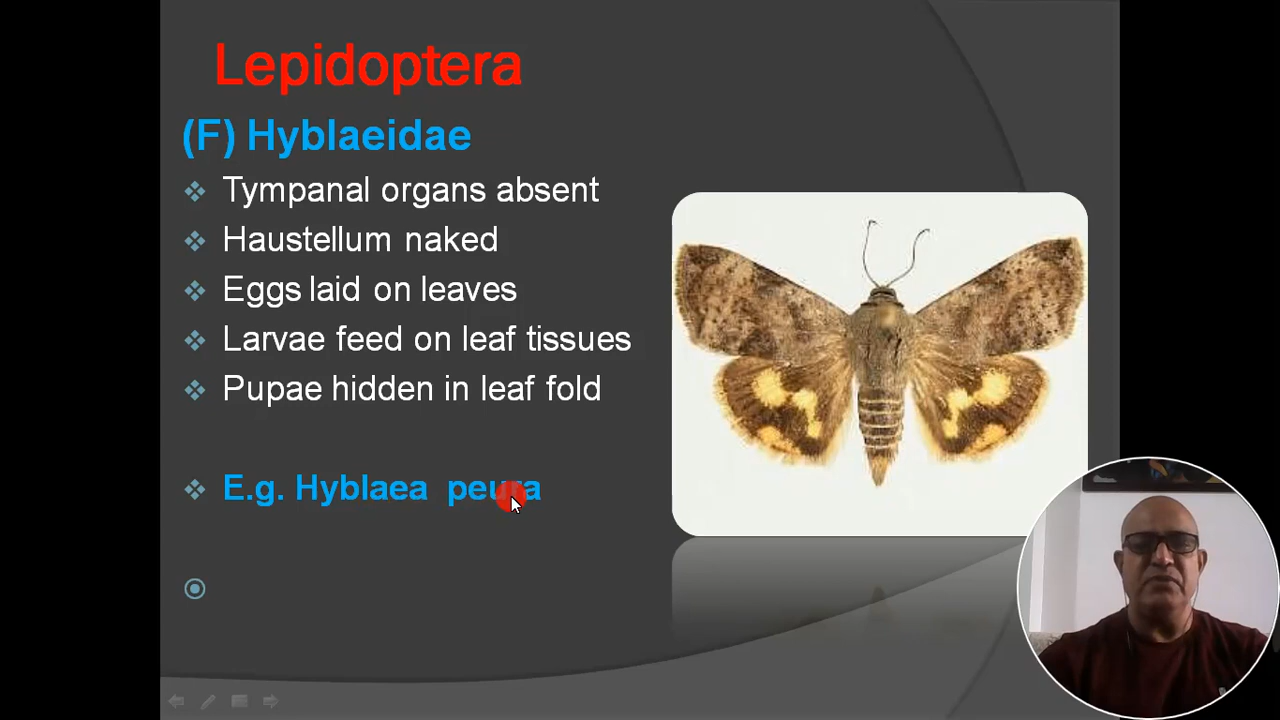 Lepidoptera
(F) Hyblaeidae
Tympanal organs absent
Haustellum naked
Eggs laid on leaves
Larvae feed on leaf tissues
Pupae hidden in leaf fold
E.g. Hyblaea peura